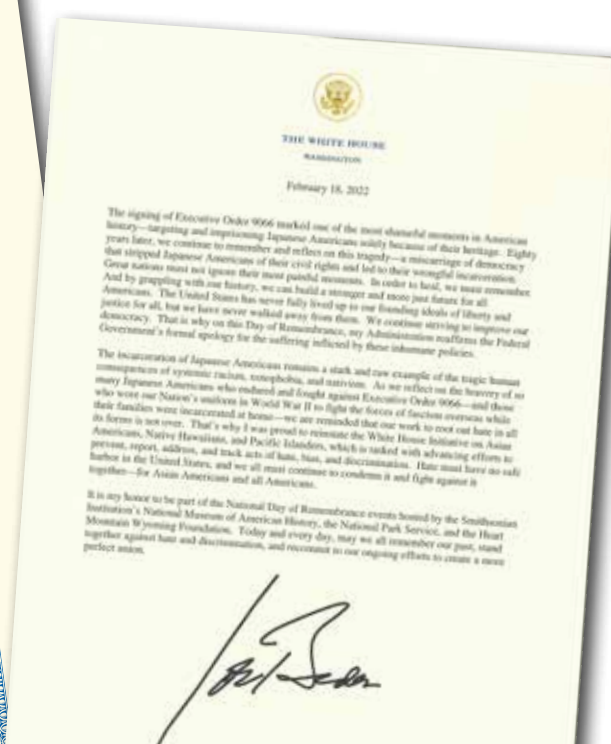 THE WHITE HOUSE
WASHINGTON
February 18, 2022
The signing of Executive Order 9066 marked one of the most shameful moments in American
history—targeting and imprisoning Japanese Americans solely because of their heritage. Eighty
years later, we continue to remember and reflect on this tragedy—a miscarriage of democracy
that stripped Japanese Americans of their civil rights and led to their wrongful incarceration.
Great nations must not ignore their most painful moments. In order to heal, we must remember.
And by grappling with our history, we can build a stronger and more just future for all
Americans. The United States has never fully lived up to our founding ideals of liberty and
justice for all, but we have never walked away from them. We continue striving to improve our
democracy. That is why on this Day of Remembrance, my Administration reaffirms the Federal
Government's formal apology for the suffering inflicted by these inhumane policies.
The incarceration of Japanese Americans remains a stark and raw example of the tragic human
consequences of systemic racism, xenophobia, and nativism. As we reflect on the bravery of so
many Japanese Americans who endured and fought against Executive Order 9066—and those
who wore our Nation's uniform in World War II to fight the forces of fascism overseas while
their families were incarcerated at home—we are reminded that our work to root out hate in all
its forms is not over. That's why I was proud to reinstate the White House Initiative on Asian
Americans, Native Hawaiians, and Pacific Islanders, which is tasked with advancing efforts to
prevent, report, address, and track acts of hate, bias, and discrimination. Hate must have no safe
harbor in the United States, and we all must continue to condemn it and fight against it
together—for Asian Americans and all Americans.
It is my honor to be part of the National Day of Remembrance events hosted by the Smithsonian
Institution's National Museum of American History, the National Park Service, and the Heart
Mountain Wyoming Foundation. Today and every day, may we all remember our past, stand
together against hate and discrimination, and recommit to our ongoing efforts to create a more
perfect union.
Joe Biden